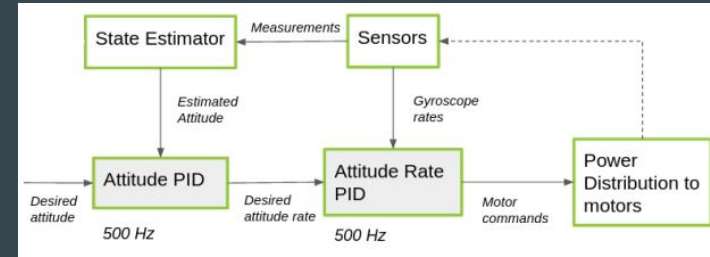 State Estimator
Measurements
Sensors
Estimated
Attitude
Gyroscope
rates
Attitude PID
Attitude Rate
PID
Power
Distribution to
motors
Desired
attitude
Desired
attitude rate
Motor
commands
500 Hz
500 Hz